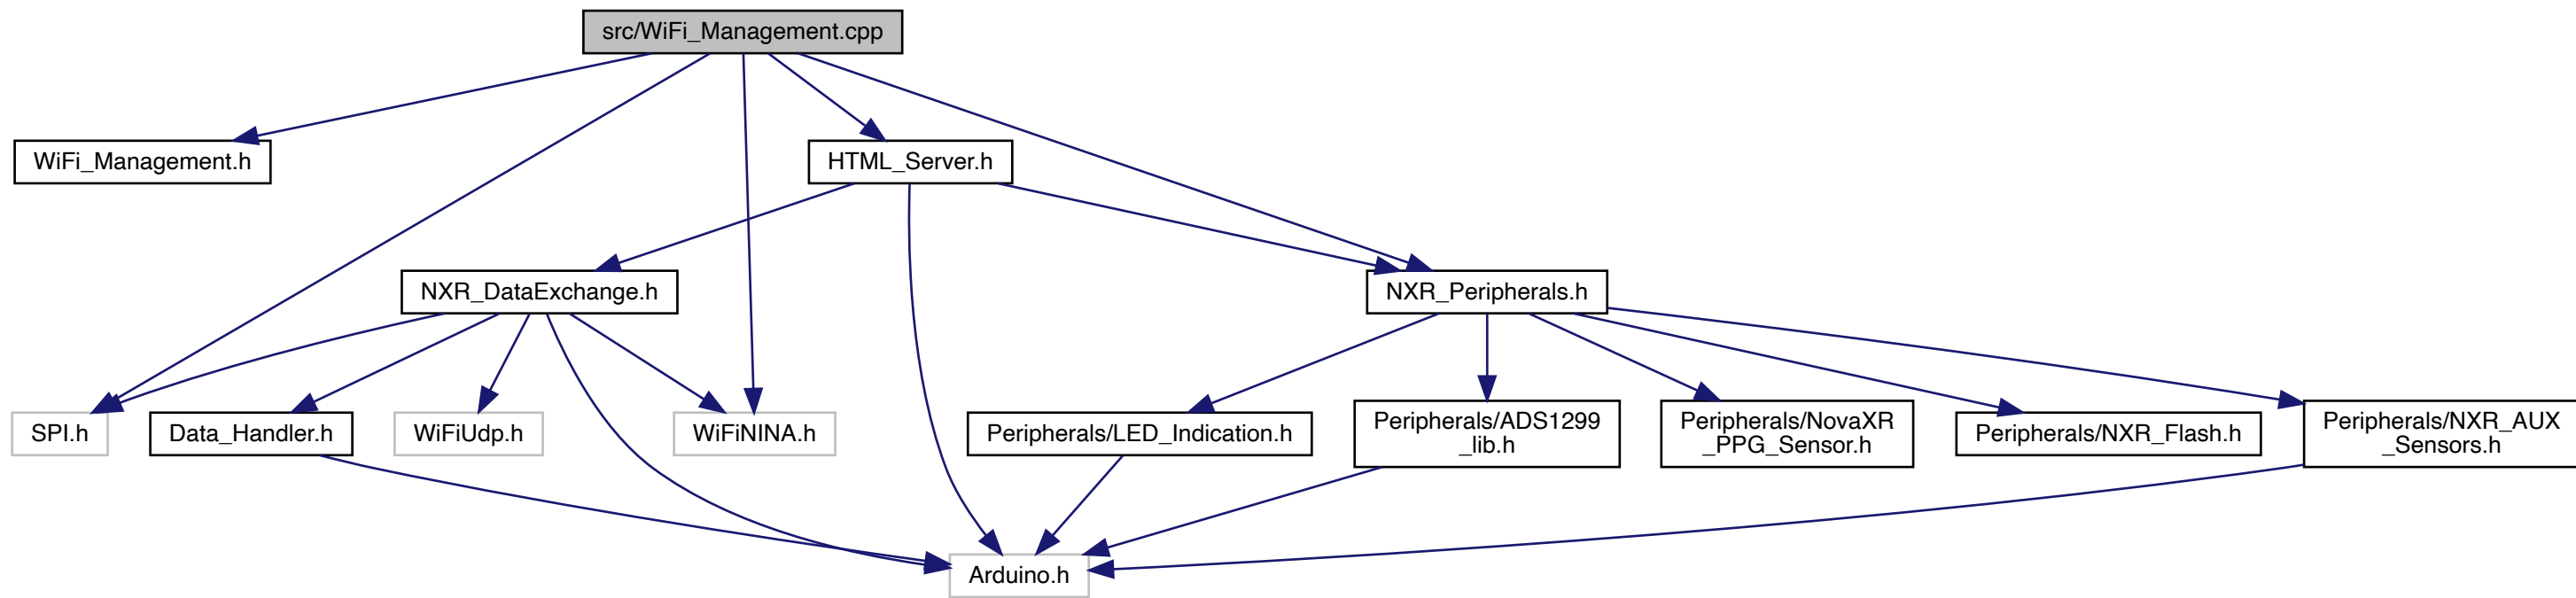 src/WiFi_Management.cpp
WiFi_Management.h
HTML_Server.h
NXR_DataExchange.h
NXR_Peripherals.h
SPI.h
Data_Handler.h
WiFiUdp.h
WiFiNINA.h
Peripherals/LED_Indication.h
Peripherals/ADS1299
_lib.h
Peripherals/NovaXR
_PPG_Sensor.h
Peripherals/NXR_Flash.h
Peripherals/NXR_AUX
_Sensors.h
Arduino.h